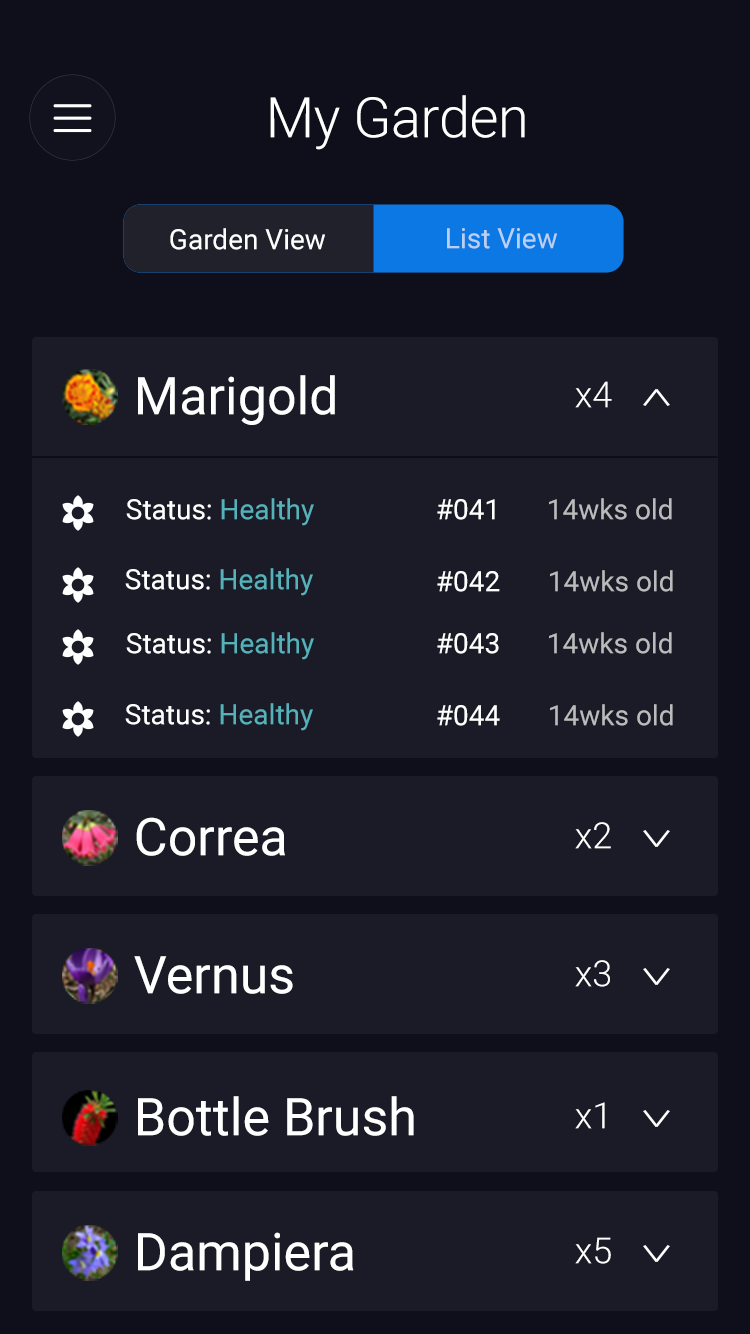 My Garden
Garden View List View
Marigold x4
Status: Healthy #041 14wks old
Status: Healthy #042 14wks old
Status: Healthy #043 14wks old
Status: Healthy #044 14wks old
Correa x2
Vernus x3
Bottle Brush x1
Dampiera x5